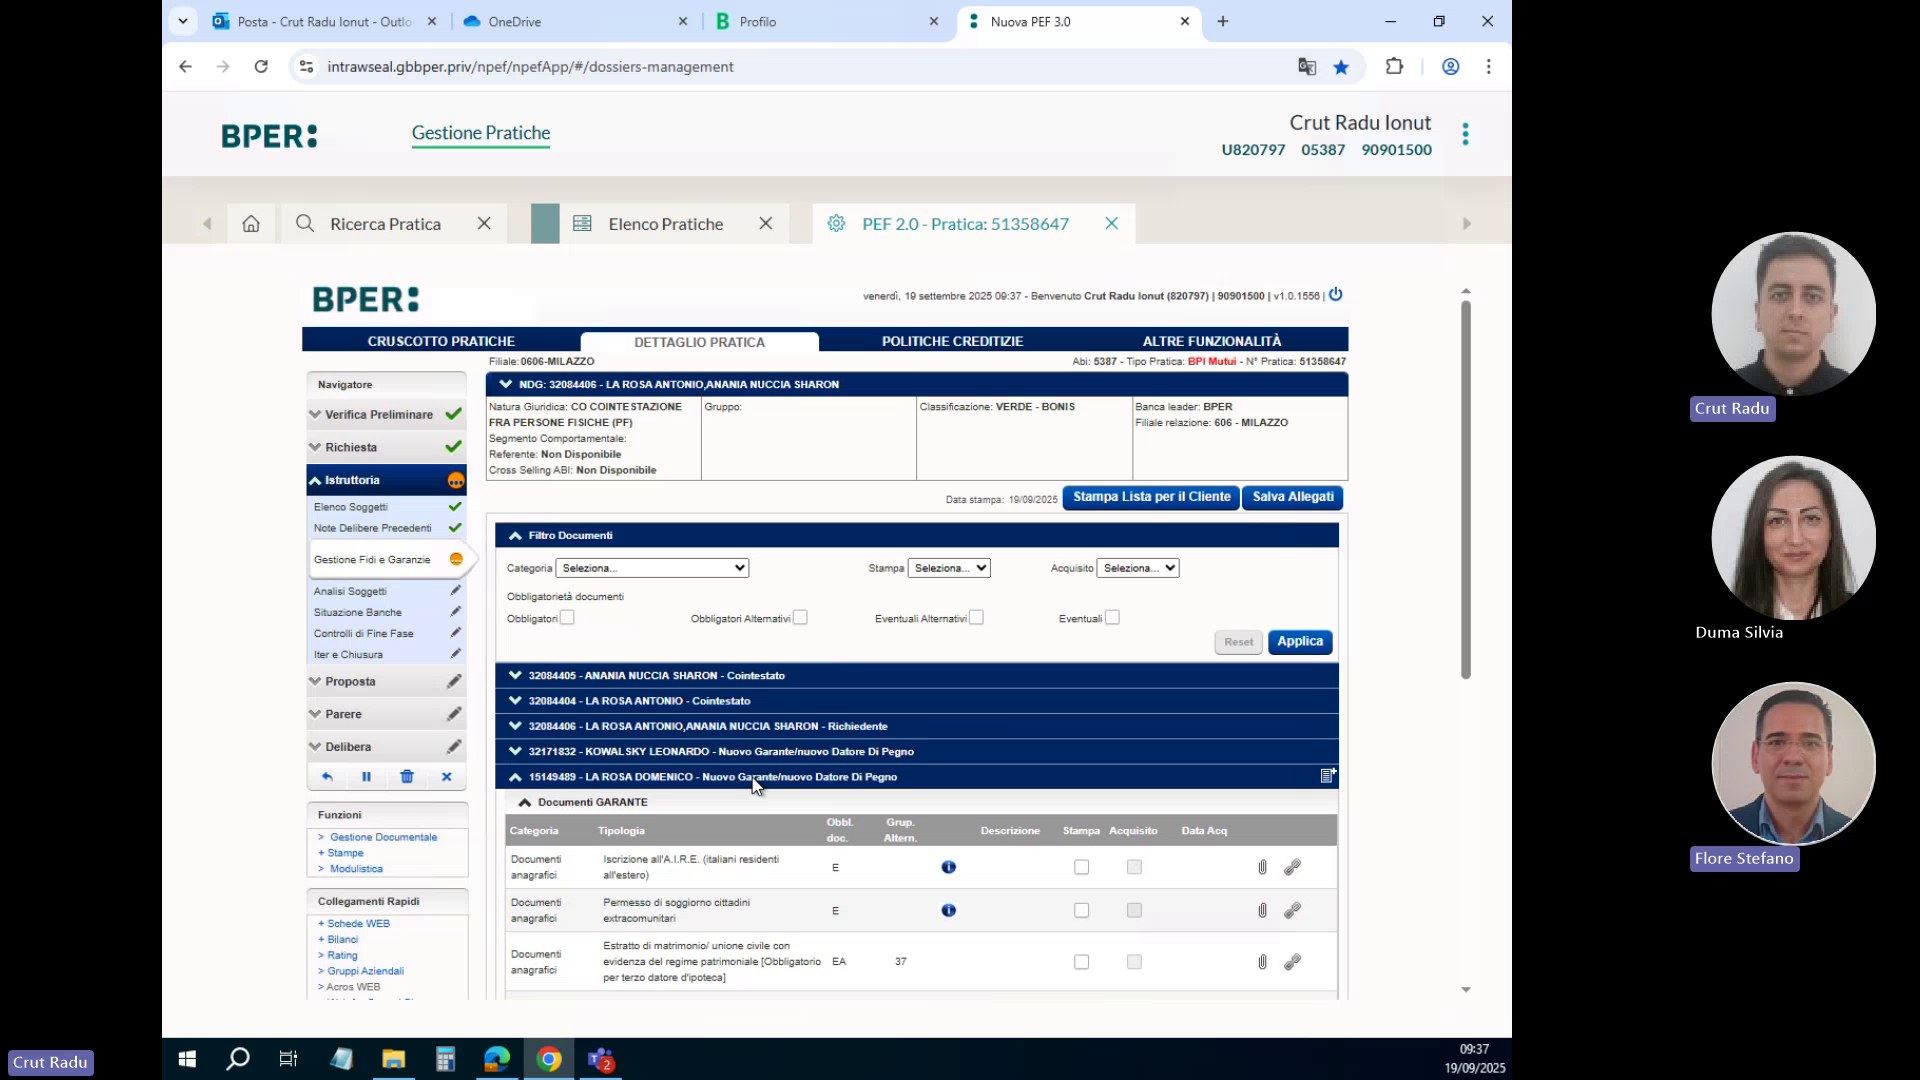 Posta - Crut Radu Ionut - Outlo
OneDrive
Profilo
Nuova PEF 3.0
intrawseal.gbbper.priv/npef/npefApp/#/dossiers-management
BPER:
Gestione Pratiche
Crut Radu Ionut
U820797 05387 90901500
Ricerca Pratica
Elenco Pratiche
PEF 2.0 - Pratica: 51358647
BPER:
venerdì, 19 settembre 2025 09:37 - Benvenuto Crut Radu Ionut (820797) | 90901500 | v1.0.1556 |
CRUSCOTTO PRATICHE
DETTAGLIO PRATICA
POLITICHE CREDITIZIE
ALTRE FUNZIONALITÀ
Filiale: 0606-MILAZZO
Abi: 5387 - Tipo Pratica: BPI Mutui - N° Pratica: 51358647
Navigatore
Verifica Preliminare
Richiesta
Istruttoria
Elenco Soggetti
Note Delibere Precedenti
Gestione Fidi e Garanzie
Analisi Soggetti
Situazione Banche
Controlli di Fine Fase
Iter e Chiusura
Proposta
Parere
Delibera
Funzioni
> Gestione Documentale
+ Stampe
> Modulistica
Collegamenti Rapidi
+ Schede WEB
+ Bilanci
> Rating
> Gruppi Aziendali
> Acros WEB
NDG: 32084406 - LA ROSA ANTONIO,ANANIA NUCCIA SHARON
Natura Giuridica: CO COINTESTAZIONE
FRA PERSONE FISICHE (PF)
Segmento Comportamentale:
Referente: Non Disponibile
Cross Selling ABI: Non Disponibile
Gruppo:
Classificazione: VERDE - BONIS
Banca leader: BPER
Filiale relazione: 606 - MILAZZO
Data stampa: 19/09/2025
Stampa Lista per il Cliente
Salva Allegati
Filtro Documenti
Categoria Seleziona...
Stampa Seleziona...
Acquisito Seleziona...
Obbligatorietà documenti
Obbligatori
Obbligatori Alternativi
Eventuali Alternativi
Eventuali
Reset
Applica
32084405 - ANANIA NUCCIA SHARON - Cointestato
32084404 - LA ROSA ANTONIO - Cointestato
32084406 - LA ROSA ANTONIO,ANANIA NUCCIA SHARON - Richiedente
32171832 - KOWALSKY LEONARDO - Nuovo Garante/nuovo Datore Di Pegno
15149489 - LA ROSA DOMENICO - Nuovo Garante/nuovo Datore Di Pegno
Documenti GARANTE
Categoria Tipologia Obbl. doc. Grup. Altern. Descrizione Stampa Acquisito Data Acq
Documenti anagrafici
Iscrizione all'A.I.R.E. (italiani residenti
all'estero)
E
Documenti anagrafici
Permesso di soggiorno cittadini
extracomunitari
E
Documenti anagrafici
Estratto di matrimonio/ unione civile con
evidenza del regime patrimoniale [Obbligatorio
per terzo datore d'ipoteca]
EA
37
Crut Radu
Duma Silvia
Flore Stefano
Crut Radu
2
09:37
19/09/2025